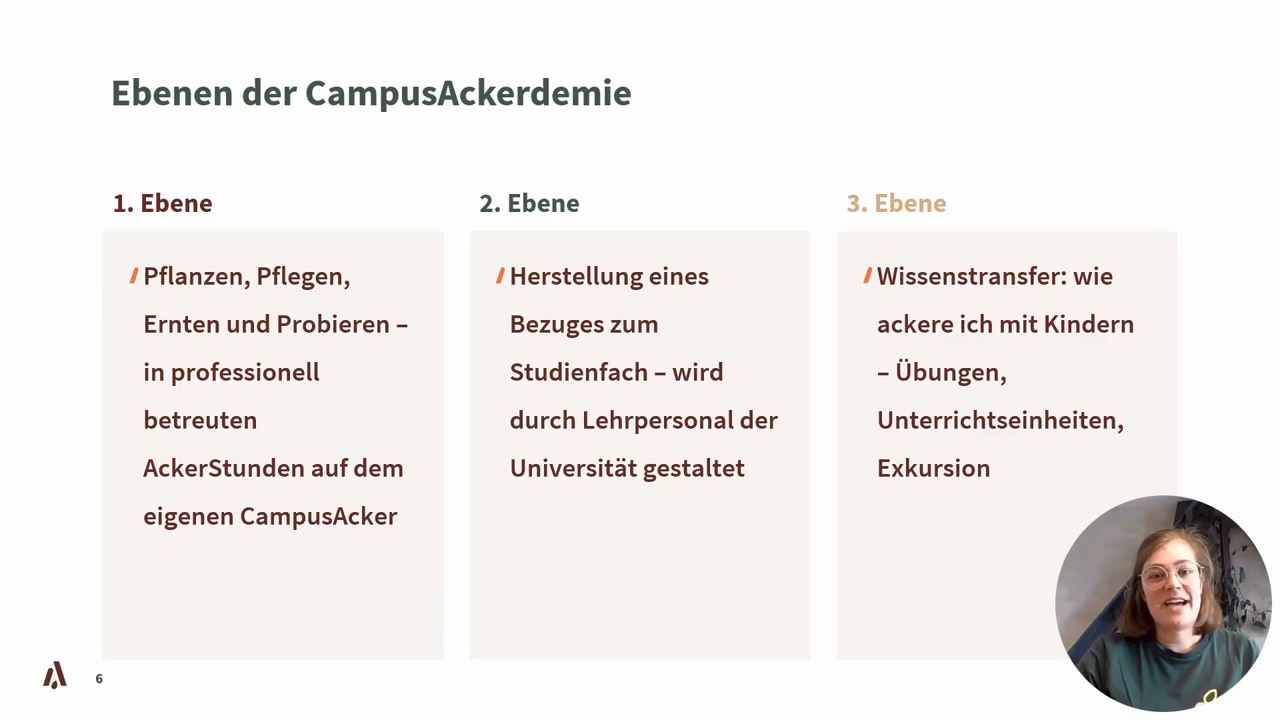 Ebenen der CampusAckerdemie
1. Ebene
Pflanzen, Pflegen,
Ernten und Probieren –
in professionell
betreuten
AckerStunden auf dem
eigenen CampusAcker
2. Ebene
Herstellung eines
Bezuges zum
Studienfach – wird
durch Lehrpersonal der
Universität gestaltet
3. Ebene
Wissenstransfer: wie
ackere ich mit Kindern
– Übungen,
Unterrichtseinheiten,
Exkursion
6